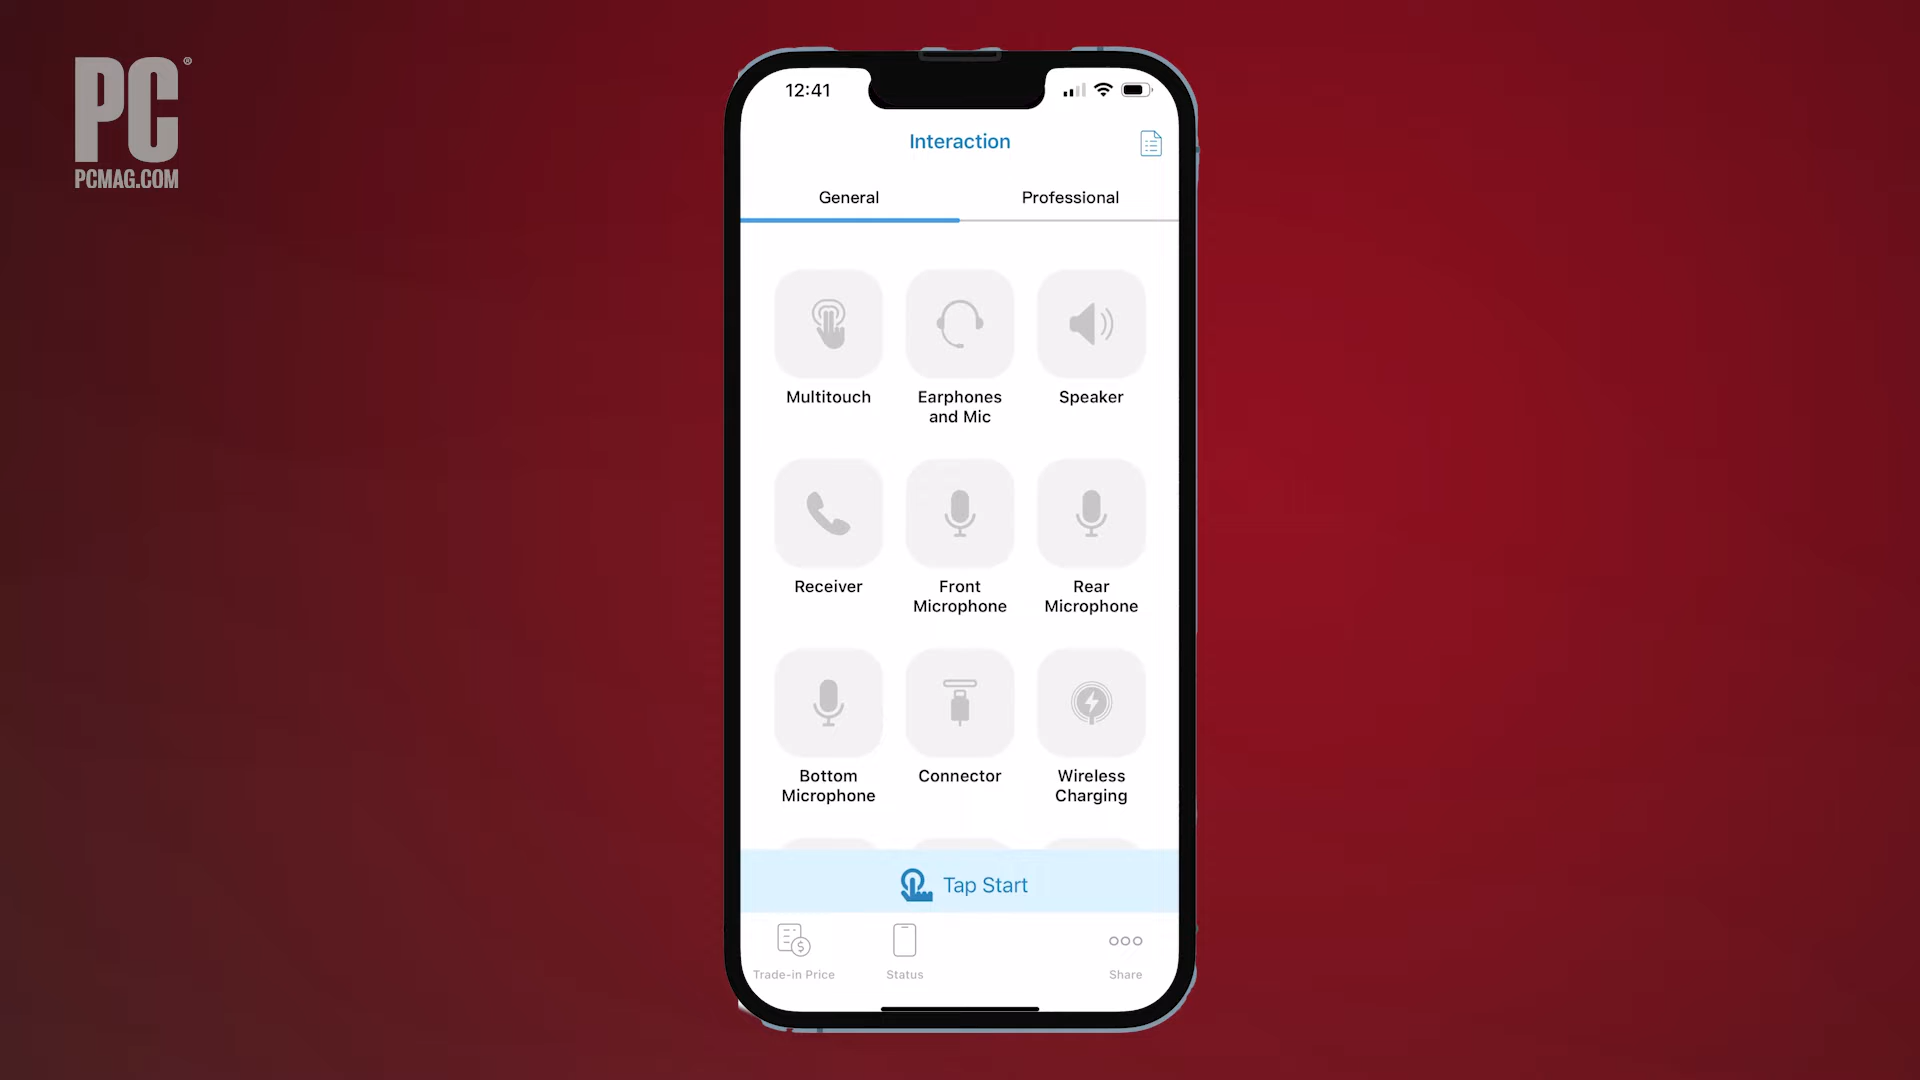 PC®
PCMAG.COM
12:41
Interaction
General
Professional
Multitouch
Earphones
and Mic
Speaker
Receiver
Front
Microphone
Rear
Microphone
Bottom
Microphone
Connector
Wireless
Charging
Tap Start
Trade-in Price
Status
Share